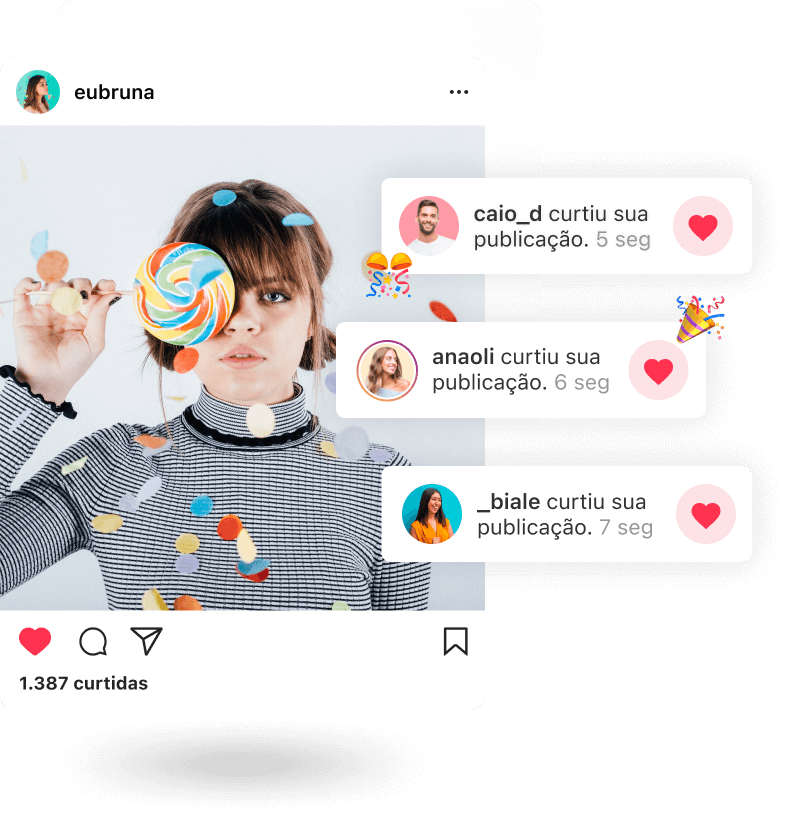 eubruna
caio_d curtiu sua
publicação. 5 seg
anaoli curtiu sua
publicação. 6 seg
_biale curtiu sua
publicação. 7 seg
1.387 curtidas